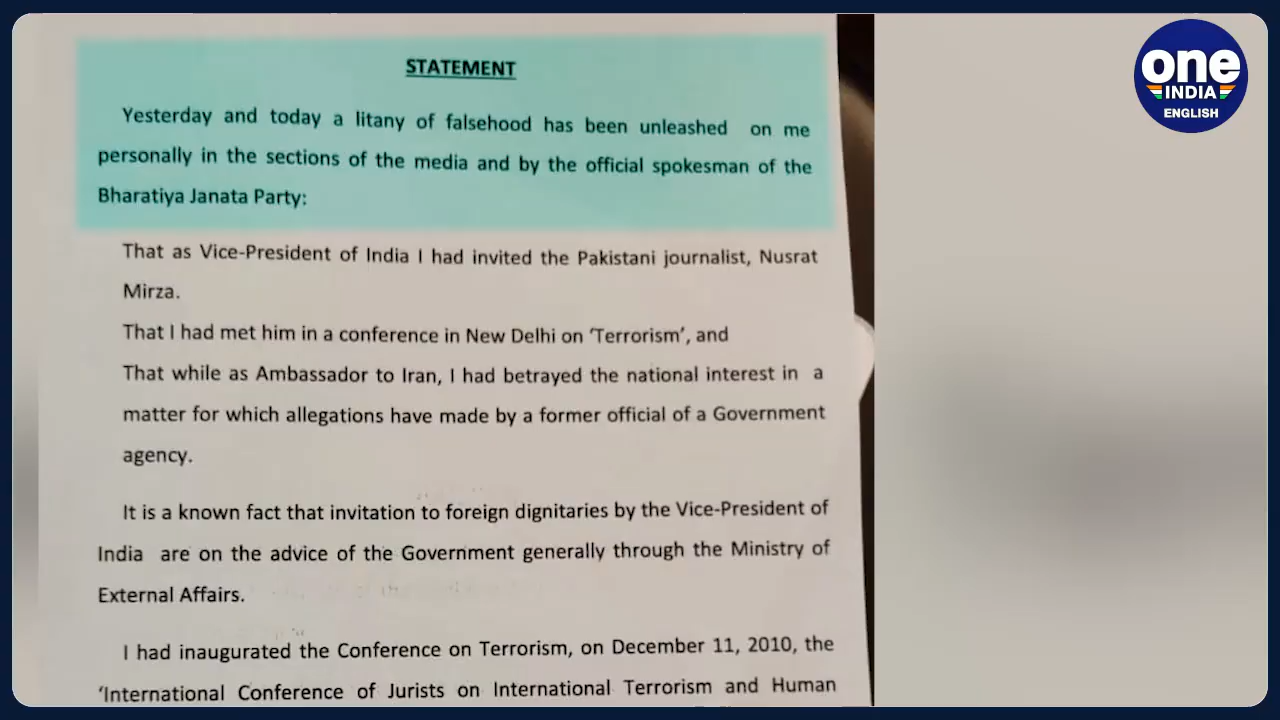 STATEMENT
Yesterday and today a litany of falsehood has been unleashed on me
personally in the sections of the media and by the official spokesman of the
Bharatiya Janata Party:
That as Vice-President of India I had invited the Pakistani journalist, Nusrat
Mirza.
That I had met him in a conference in New Delhi on ‘Terrorism’, and
That while as Ambassador to Iran, I had betrayed the national interest in a
matter for which allegations have made by a former official of a Government
agency.
It is a known fact that invitation to foreign dignitaries by the Vice-President of
India are on the advice of the Government generally through the Ministry of
External Affairs.
I had inaugurated the Conference on Terrorism, on December 11, 2010, the
‘International Conference of Jurists on International Terrorism and Human
one
INDIA
ENGLISH